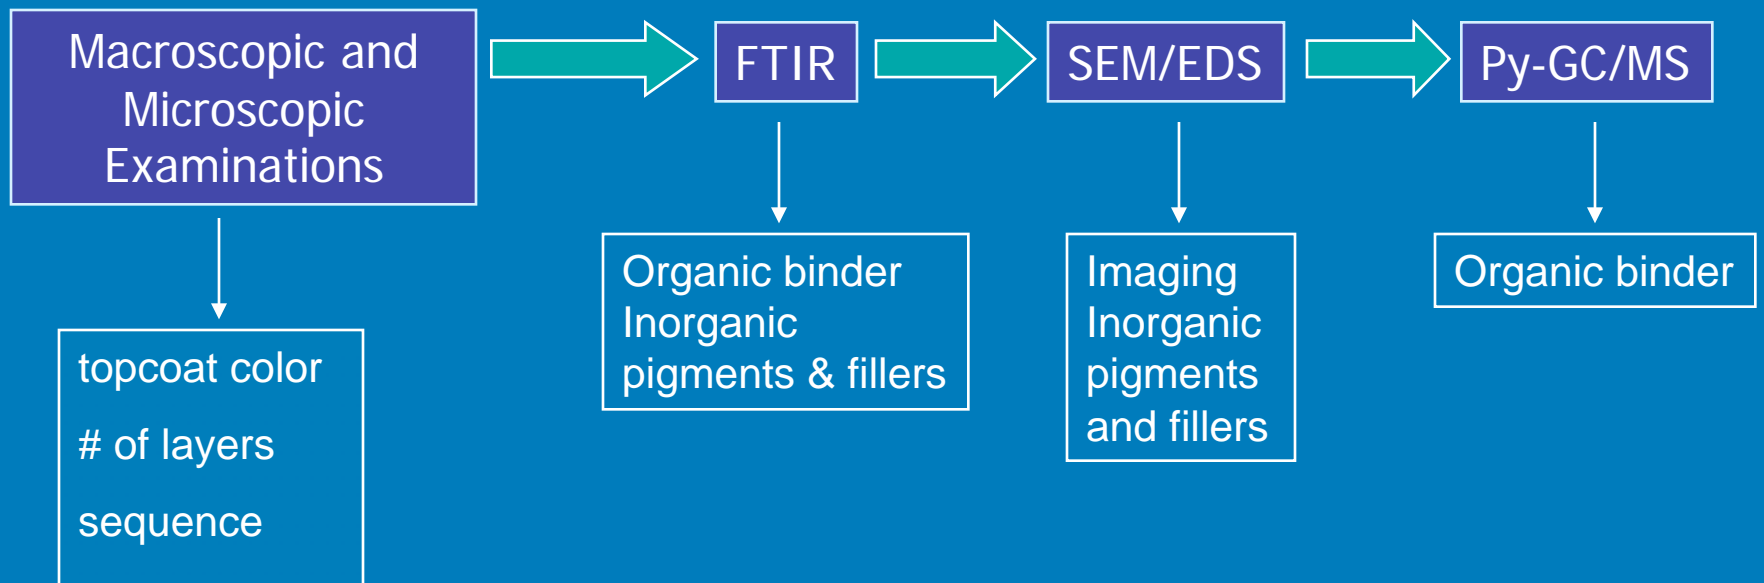 Macroscopic and
Microscopic
Examinations
FTIR
SEM/EDS
Py-GC/MS
topcoat color
# of layers
sequence
Organic binder
Inorganic
pigments & fillers
Imaging
Inorganic
pigments
and fillers
Organic binder